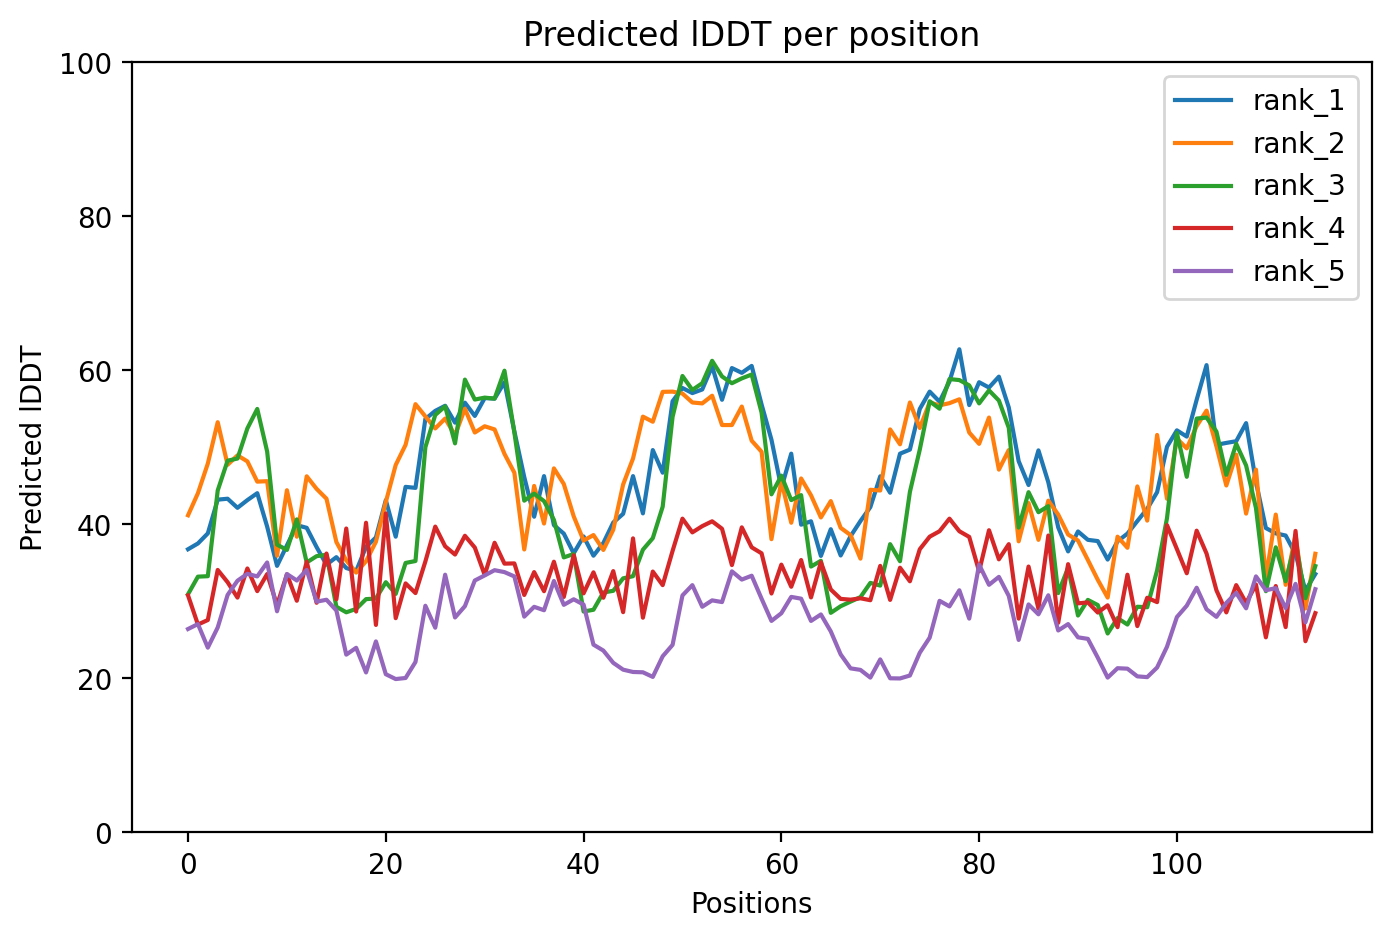 Predicted lDDT per position
100
80
60
40
20
0
Predicted lDDT
0 20 40 60 80 100
Positions
rank_1
rank_2
rank_3
rank_4
rank_5